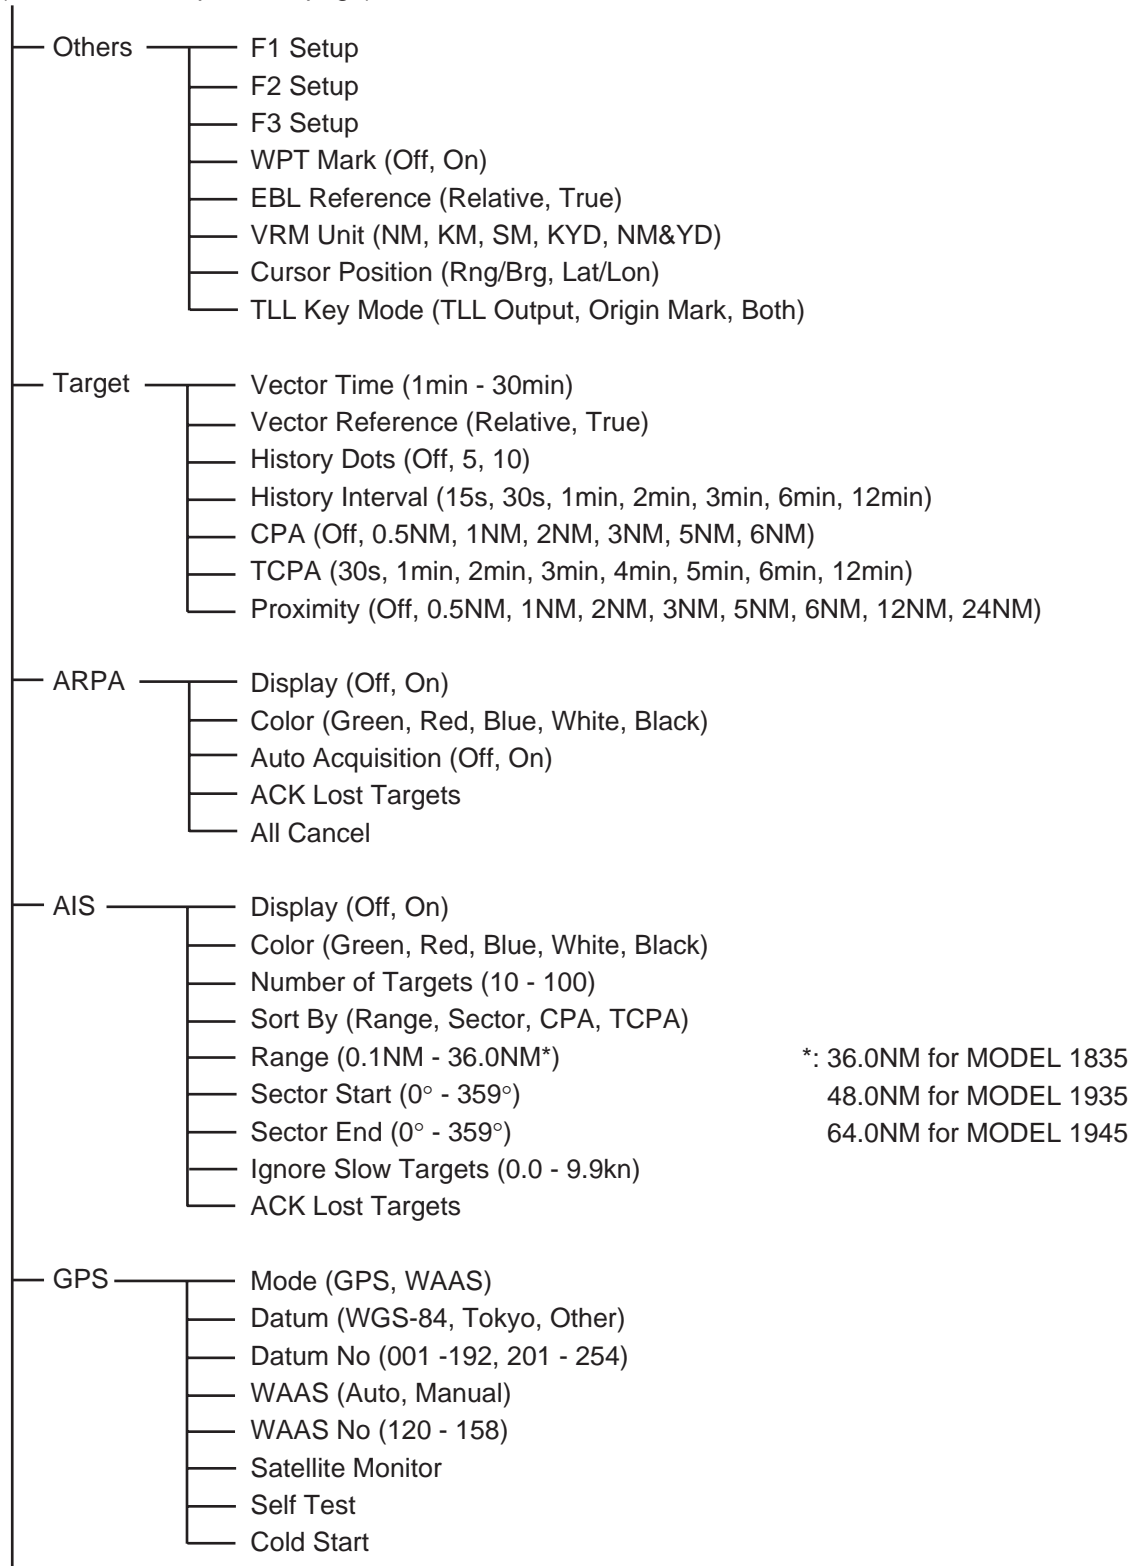 Others
F1 Setup
F2 Setup
F3 Setup
WPT Mark (Off, On)
EBL Reference (Relative, True)
VRM Unit (NM, KM, SM, KYD, NM&YD)
Cursor Position (Rng/Brg, Lat/Lon)
TLL Key Mode (TLL Output, Origin Mark, Both)
Target
Vector Time (1min - 30min)
Vector Reference (Relative, True)
History Dots (Off, 5, 10)
History Interval (15s, 30s, 1min, 2min, 3min, 6min, 12min)
CPA (Off, 0.5NM, 1NM, 2NM, 3NM, 5NM, 6NM)
TCPA (30s, 1min, 2min, 3min, 4min, 5min, 6min, 12min)
Proximity (Off, 0.5NM, 1NM, 2NM, 3NM, 5NM, 6NM, 12NM, 24NM)
ARPA
Display (Off, On)
Color (Green, Red, Blue, White, Black)
Auto Acquisition (Off, On)
ACK Lost Targets
All Cancel
AIS
Display (Off, On)
Color (Green, Red, Blue, White, Black)
Number of Targets (10 - 100)
Sort By (Range, Sector, CPA, TCPA)
Range (0.1NM - 36.0NM*)
Sector Start (0° - 359°)
Sector End (0° - 359°)
Ignore Slow Targets (0.0 - 9.9kn)
ACK Lost Targets
*: 36.0NM for MODEL 1835
48.0NM for MODEL 1935
64.0NM for MODEL 1945
GPS
Mode (GPS, WAAS)
Datum (WGS-84, Tokyo, Other)
Datum No (001 -192, 201 - 254)
WAAS (Auto, Manual)
WAAS No (120 - 158)
Satellite Monitor
Self Test
Cold Start